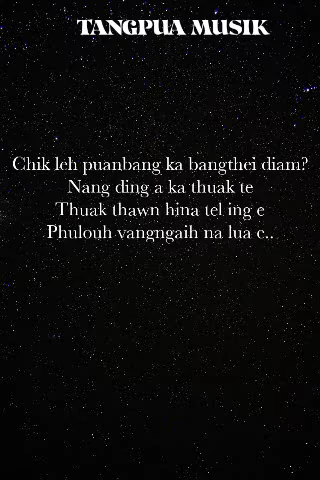 TANGPUA MUSIK
Chik leh puanbang ka bangthei diam?
Nang ding a ka thuak te
Thuak thawn hina tel ing e
Phulouh vangngaih na lua e..